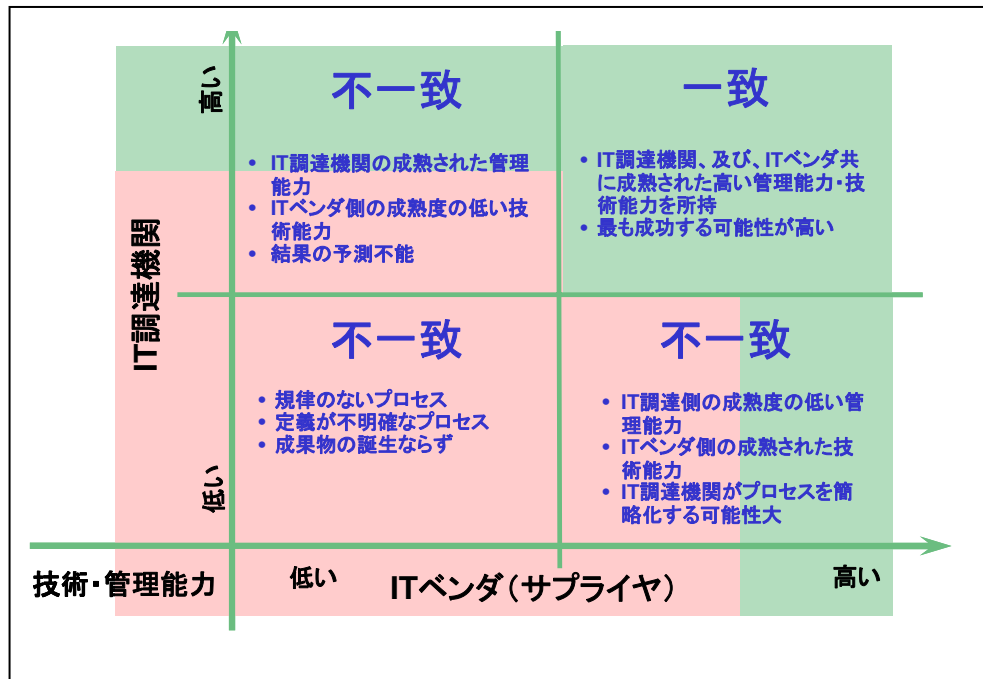 高い
IT調達機関
低い
不一致
• IT調達機関の成熟された管理
能力
• ITベンダ側の成熟度の低い技
術能力
• 結果の予測不能
一致
• IT調達機関、及び、ITベンダ共
に成熟された高い管理能力・技
術能力を所持
• 最も成功する可能性が高い
不一致
• 規律のないプロセス
• 定義が不明確なプロセス
• 成果物の誕生ならず
不一致
• IT調達側の成熟度の低い管
理能力
• ITベンダ側の成熟された技
術能力
• IT調達機関がプロセスを簡
略化する可能性大
技術・管理能力
低い
ITベンダ（サプライヤ）
高い